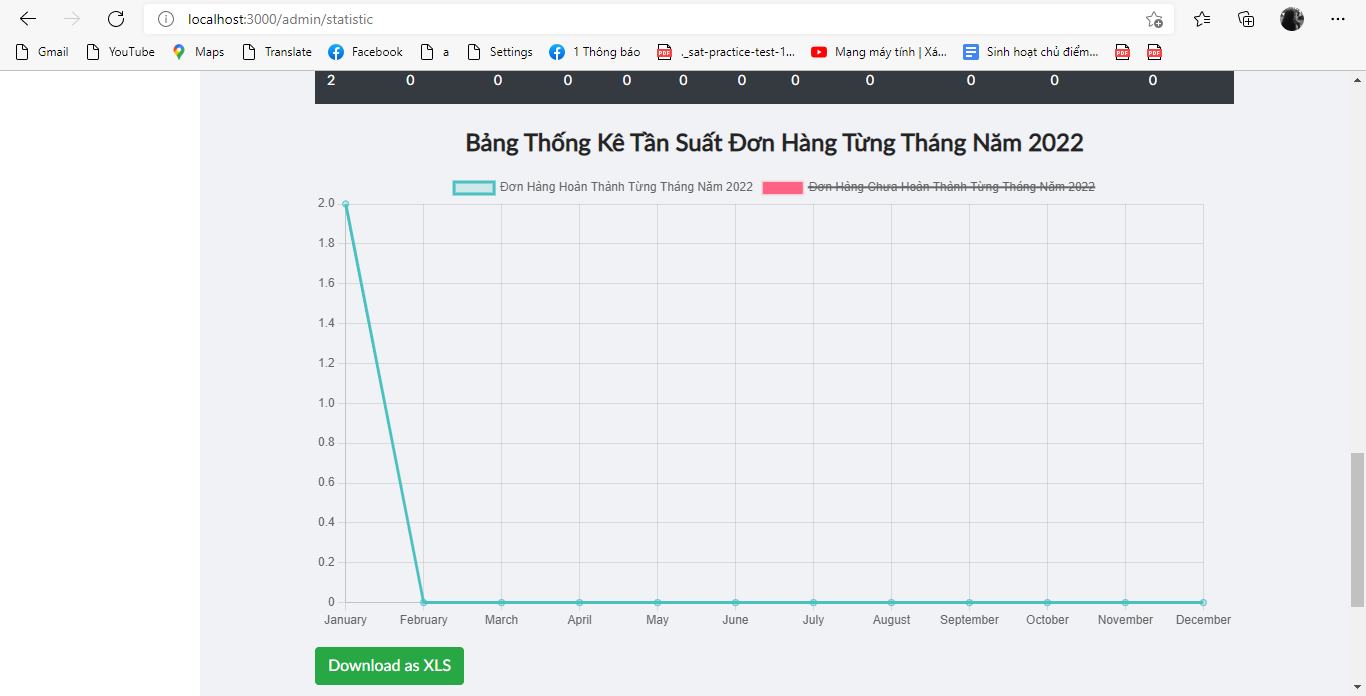 localhost:3000/admin/statistic
Gmail YouTube Maps Translate Facebook a Settings 1 Thông báo ._sat-practice-test-1... Mạng máy tính | Xá... Sinh hoạt chủ điểm...
2 0 0 0 0 0 0 0 0 0 0 0
Bảng Thống Kê Tần Suất Đơn Hàng Từng Tháng Năm 2022
Đơn Hàng Hoàn Thành Từng Tháng Năm 2022 Đơn Hàng Chưa Hoàn Thành Từng Tháng Năm 2022
2.0
1.8
1.6
1.4
1.2
1.0
0.8
0.6
0.4
0.2
0
January February March April May June July August September October November December
Download as XLS